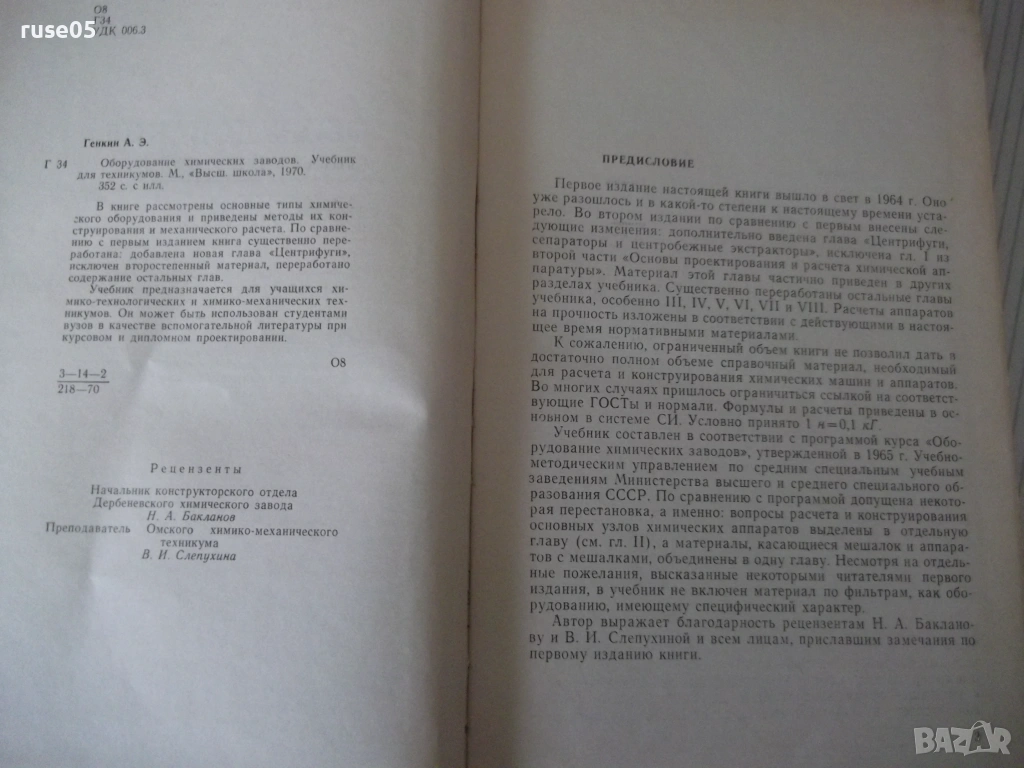 ruse05
О8
Г34
УДК 006.3
Генкин А. Э.
Г 34 Оборудование химических заводов. Учебник
для техникумов. М., «Высш. школа», 1970.
352 с. с илл.
В книге рассмотрены основные типы химиче-
ского оборудования и приведены методы их кон-
струирования и механического расчета. По сравне-
нию с первым изданием книга существенно пере-
работана: добавлена новая глава «Центрифуги»,
исключен второстепенный материал, переработано
содержание остальных глав.
Учебник предназначается для учащихся хи-
мико-технологических и химико-механических тех-
никумов. Он может быть использован студентами
вузов в качестве вспомогательной литературы при
курсовом и дипломном проектировании.
3—14—2
218—70
О8
Рецензенты
Начальник конструкторского отдела
Дербеневского химического завода
Н. А. Бакланов
Преподаватель Омского химико-механического
техникума
В. И. Слепухина
ПРЕДИСЛОВИЕ
Первое издание настоящей книги вышло в свет в 1964 г. Оно
уже разошлось и в какой-то степени к настоящему времени уста-
рело. Во втором издании по сравнению с первым внесены сле-
дующие изменения: дополнительно введена глава «Центрифуги,
сепараторы и центробежные экстракторы», исключена гл. I из
второй части «Основы проектирования и расчета химической ап-
паратуры». Материал этой главы частично приведен в других
разделах учебника. Существенно переработаны остальные главы
учебника, особенно III, IV, V, VI, VII и VIII. Расчеты аппаратов
на прочность изложены в соответствии с действующими в настоя-
щее время нормативными материалами.
К сожалению, ограниченный объем книги не позволил дать в
достаточно полном объеме справочный материал, необходимый
для расчета и конструирования химических машин и аппаратов.
Во многих случаях пришлось ограничиться ссылкой на соответст-
вующие ГОСТы и нормали. Формулы и расчеты приведены в ос-
новном в системе СИ. Условно принято 1 н=0,1 кГ.
Учебник составлен в соответствии с программой курса «Обо-
рудование химических заводов», утвержденной в 1965 г. Учебно-
методическим управлением по средним специальным учебным
заведениям Министерства высшего и среднего специального об-
разования СССР. По сравнению с программой допущена некото-
рая перестановка, а именно: вопросы расчета и конструирования
основных узлов химических аппаратов выделены в отдельную
главу (см. гл. II), а материалы, касающиеся мешалок и аппара-
тов с мешалками, объединены в одну главу. Несмотря на отдель-
ные пожелания, высказанные некоторыми читателями первого
издания, в учебник не включен материал по фильтрам, как обо-
рудованию, имеющему специфический характер.
Автор выражает благодарность рецензентам Н. А. Баклано-
ву и В. И. Слепухиной и всем лицам, приславшим замечания по
первому изданию книги.
BAZAR